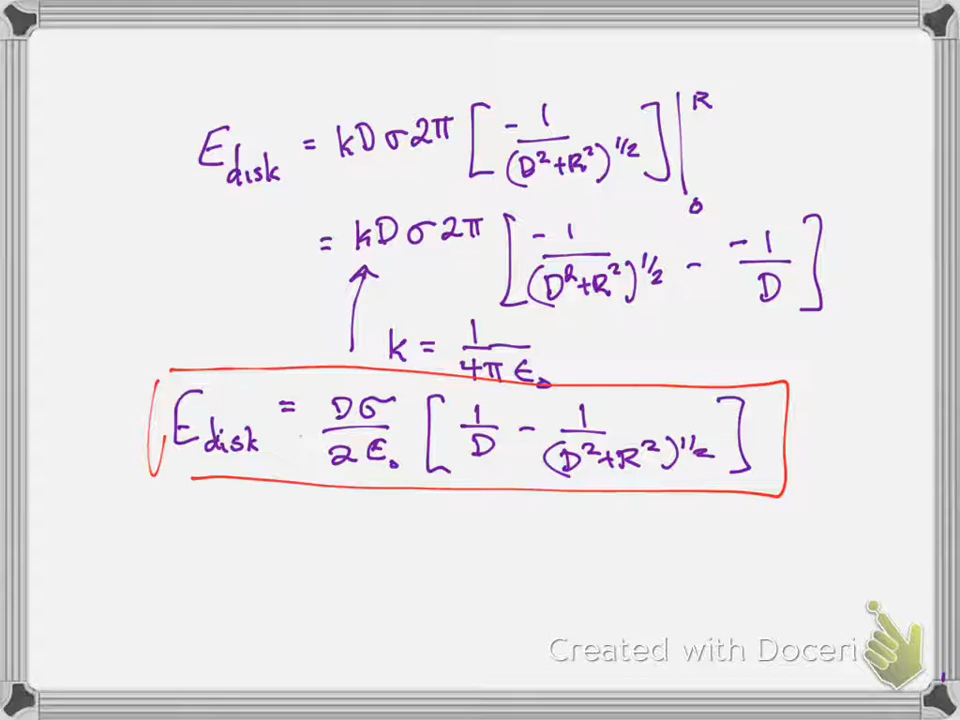 E_disk = kDσ2π [ -1/(D²+R²)^1/2 ] |_0^R
= kDσ2π [ -1/(D²+R²)^1/2 - -1/D ]
k = 1/4πε₀
E_disk = Dσ/2ε₀ [ 1/D - 1/(D²+R²)^1/2 ]
Created with Doceri